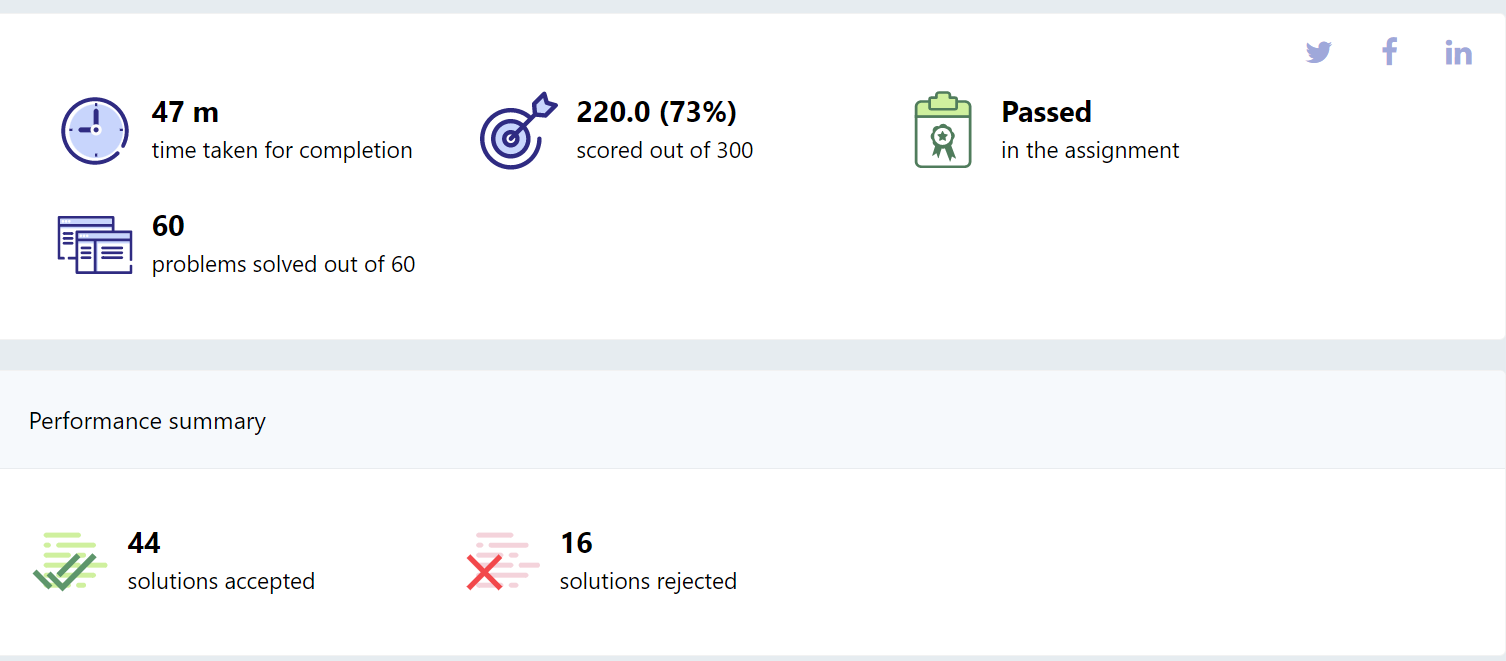 47 m
time taken for completion
220.0 (73%)
scored out of 300
Passed
in the assignment
60
problems solved out of 60
Performance summary
44
solutions accepted
16
solutions rejected